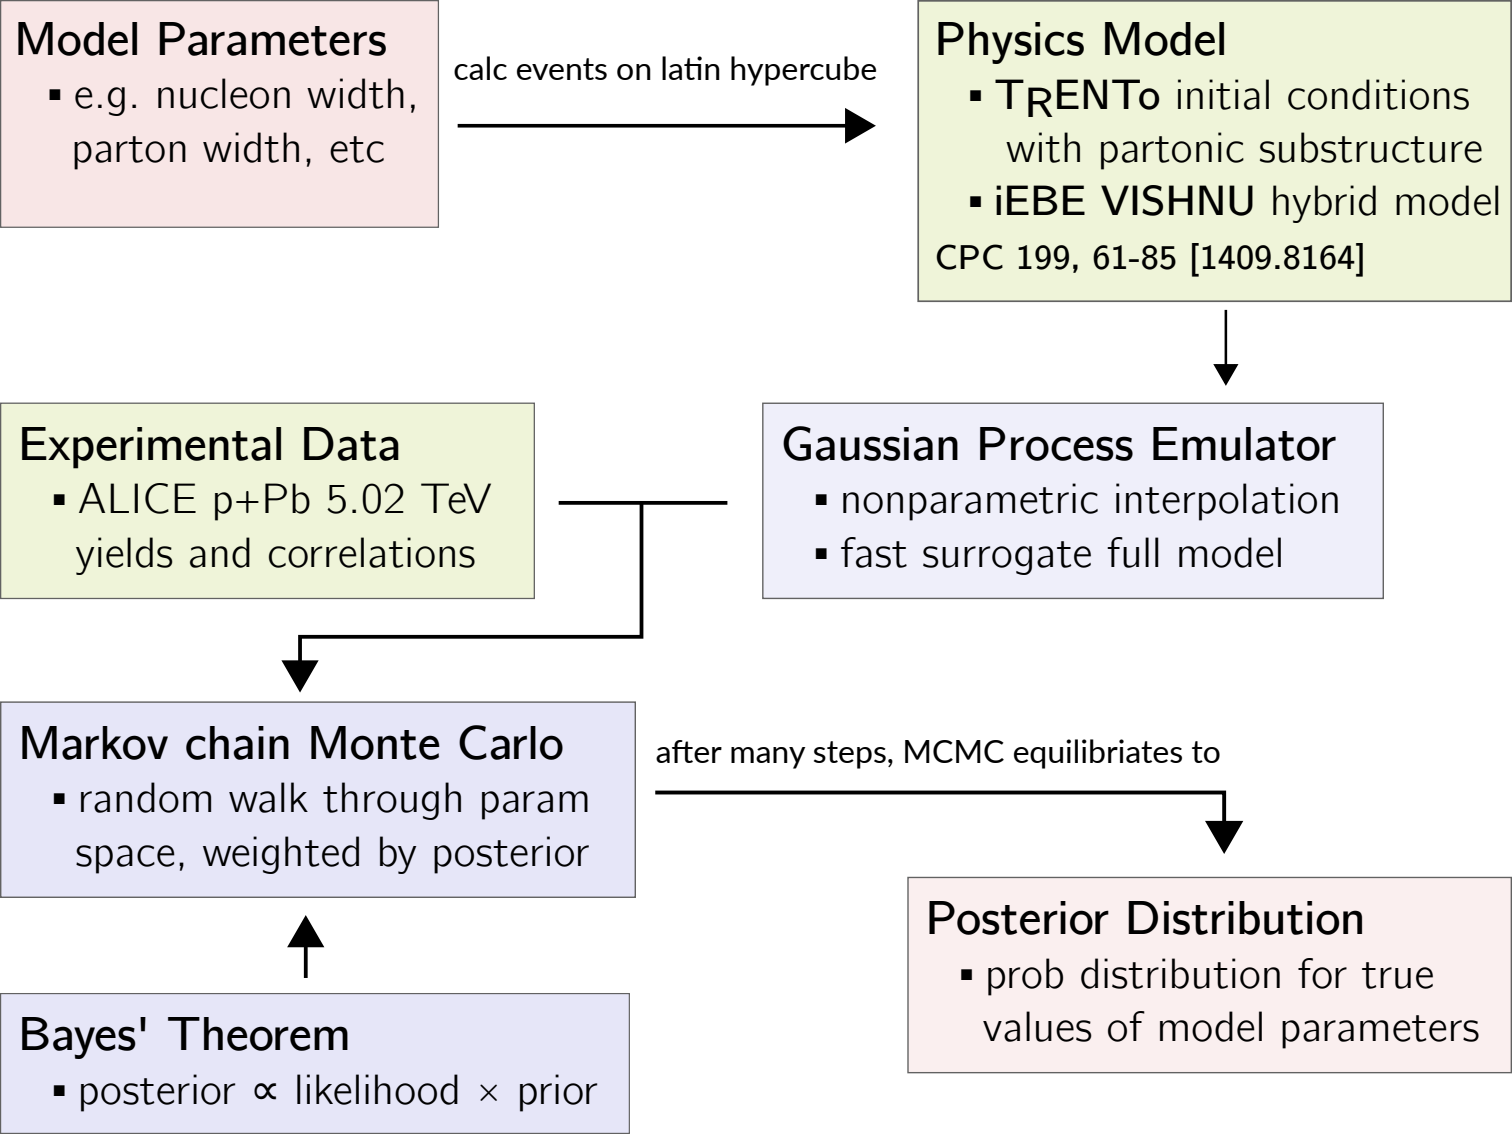 Model Parameters
▪ e.g. nucleon width,
parton width, etc
calc events on latin hypercube
Physics Model
▪ TRENTo initial conditions
with partonic substructure
▪ iEBE VISHNU hybrid model
CPC 199, 61-85 [1409.8164]
Experimental Data
▪ ALICE p+Pb 5.02 TeV
yields and correlations
Gaussian Process Emulator
▪ nonparametric interpolation
▪ fast surrogate full model
Markov chain Monte Carlo
▪ random walk through param
space, weighted by posterior
after many steps, MCMC equilibriates to
Posterior Distribution
▪ prob distribution for true
values of model parameters
Bayes' Theorem
▪ posterior ∝ likelihood × prior